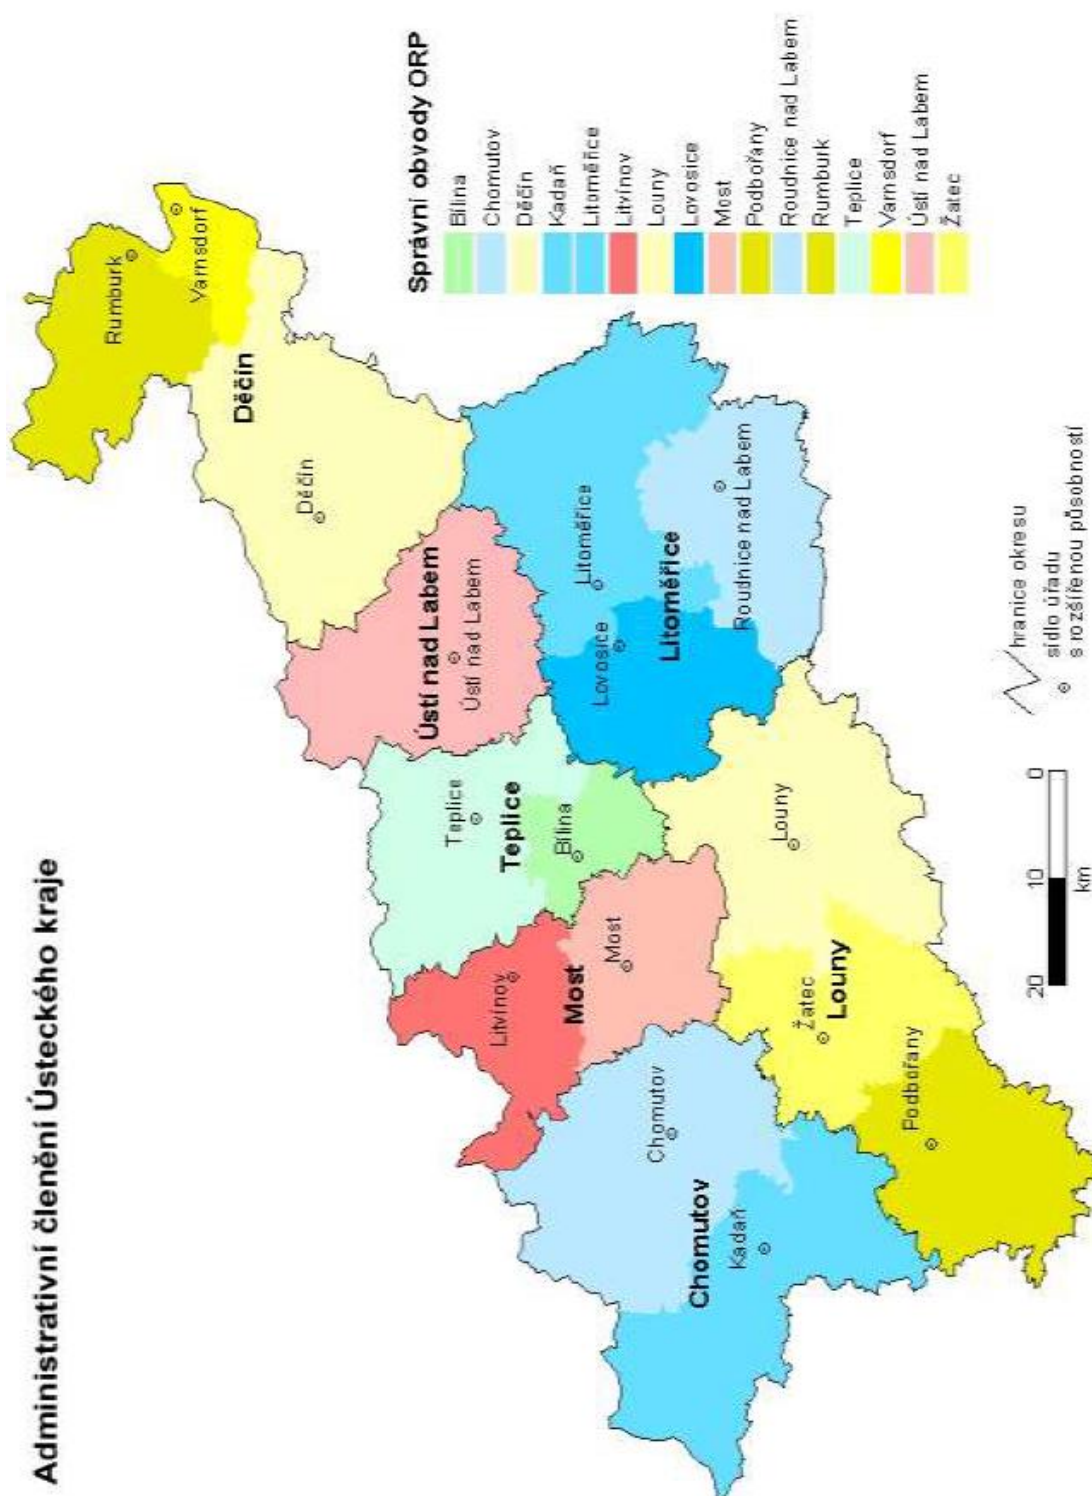 Administrativní členění Ústeckého kraje
Rumburk
Varnsdorf
Děčín
Děčín
Ústí nad Labem
Ústí nad Labem
Teplice
Teplice
Bílina
Litvínov
Most
Most
Litoměřice
Lovosice
Litoměřice
Roudnice nad Labem
Chomutov
Chomutov
Kadaň
Žatec
Louny
Louny
Podbořany
Správní obvody ORP
Bílina
Chomutov
Děčín
Kadaň
Litoměřice
Litvínov
Louny
Lovosice
Most
Podbořany
Roudnice nad Labem
Rumburk
Teplice
Varnsdorf
Ústí nad Labem
Žatec
20 10 0
km
hranice okresu
sídlo úřadu
s rozšířenou působností